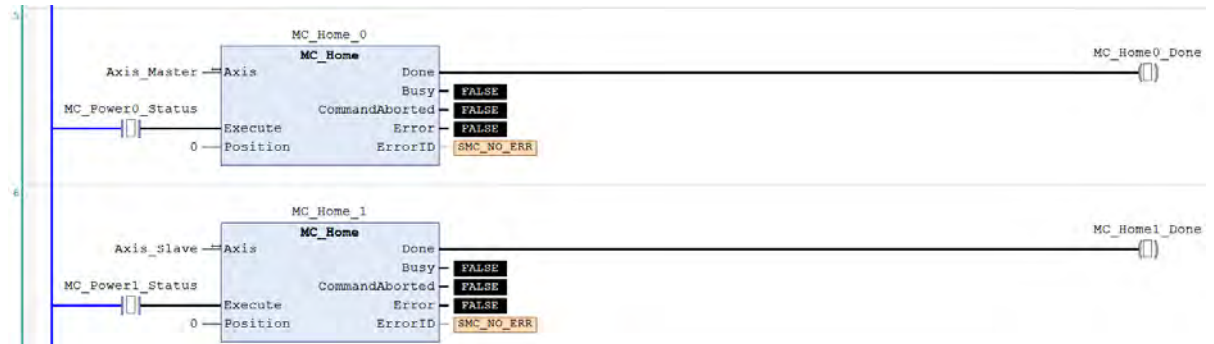 5
MC_Home_0
MC_Home
MC_Home0_Done
Axis_Master Axis Done
Busy FALSE
MC_Power0_Status CommandAborted FALSE
Execute Error FALSE
0 Position ErrorID SMC_NO_ERR
6
MC_Home_1
MC_Home
MC_Home1_Done
Axis_Slave Axis Done
Busy FALSE
MC_Power1_Status CommandAborted FALSE
Execute Error FALSE
0 Position ErrorID SMC_NO_ERR